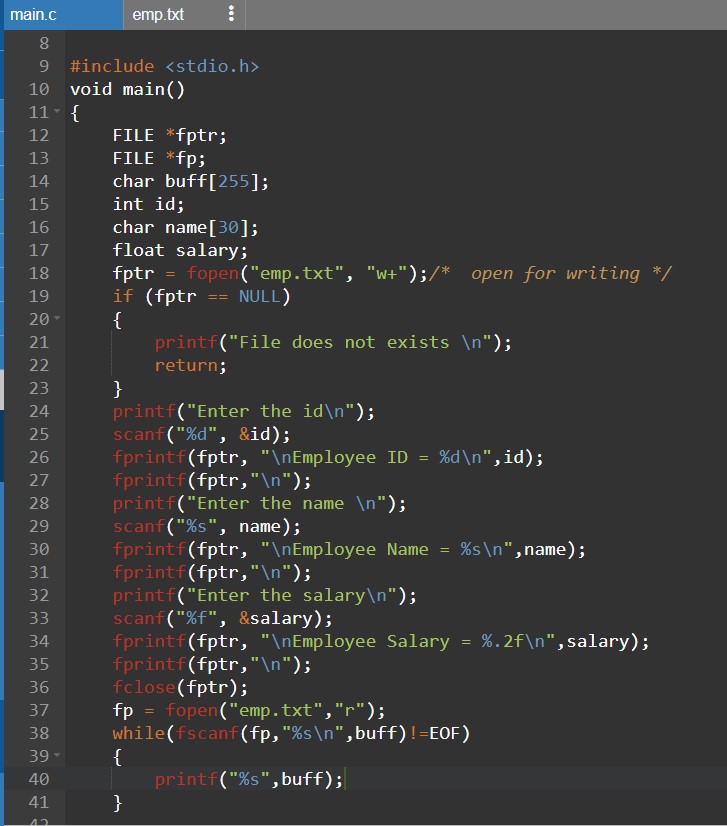 main.c emp.txt
8
9 #include <stdio.h>
10 void main()
11 {
12 FILE *fptr;
13 FILE *fp;
14 char buff[255];
15 int id;
16 char name[30];
17 float salary;
18 fptr = fopen("emp.txt", "w+");/*  open for writing */
19 if (fptr == NULL)
20 {
21 printf("File does not exists \n");
22 return;
23 }
24 printf("Enter the id\n");
25 scanf("%d", &id);
26 fprintf(fptr, "\nEmployee ID = %d\n",id);
27 fprintf(fptr,"\n");
28 printf("Enter the name \n");
29 scanf("%s", name);
30 fprintf(fptr, "\nEmployee Name = %s\n",name);
31 fprintf(fptr,"\n");
32 printf("Enter the salary\n");
33 scanf("%f", &salary);
34 fprintf(fptr, "\nEmployee Salary = %.2f\n",salary);
35 fprintf(fptr,"\n");
36 fclose(fptr);
37 fp = fopen("emp.txt","r");
38 while(fscanf(fp,"%s\n",buff)!=EOF)
39 {
40 printf("%s",buff);
41 }
42